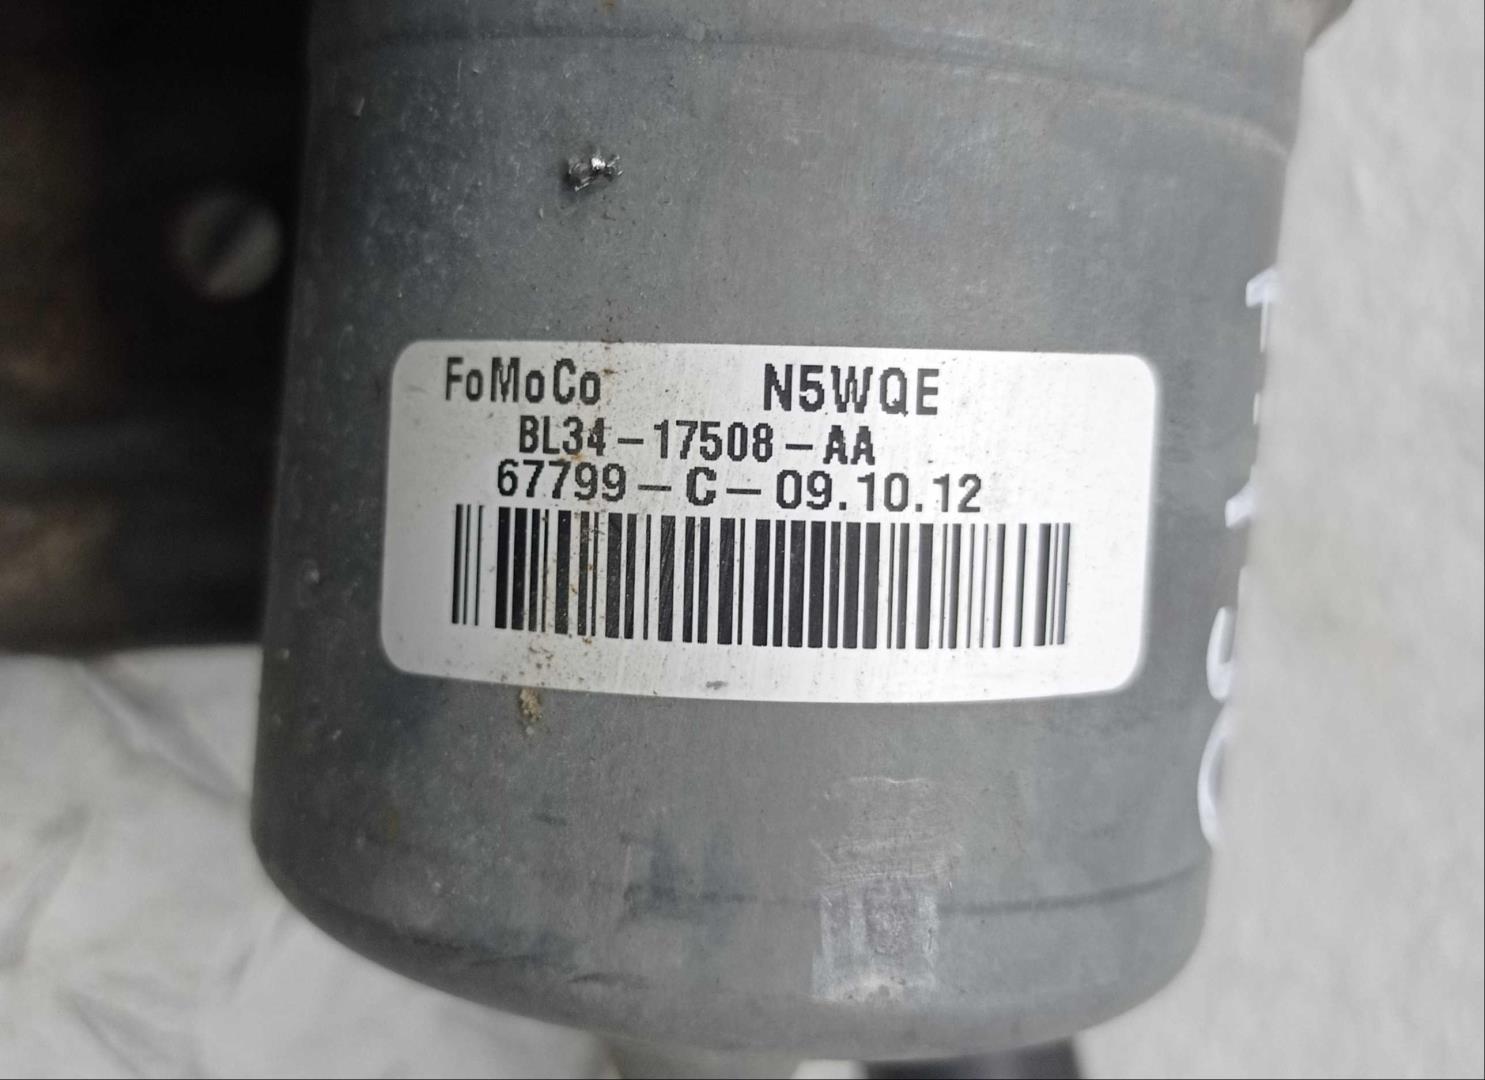 FoMoCo N5WQE
BL34-17508-AA
67799-C-09.10.12